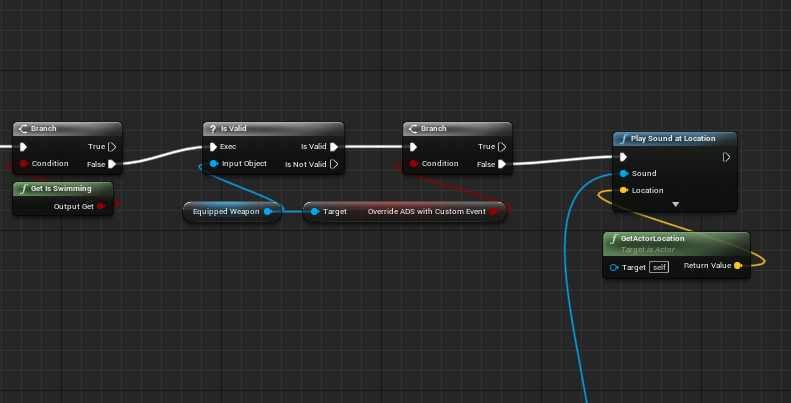 Branch
True
Condition
False
Get Is Swimming
Output Get
? Is Valid
Exec
Is Valid
Input Object
Is Not Valid
Equipped Weapon
Target
Override ADS with Custom Event
Branch
True
Condition
False
f Play Sound at Location
Sound
Location
f GetActorLocation
Target is Actor
Target self
Return Value